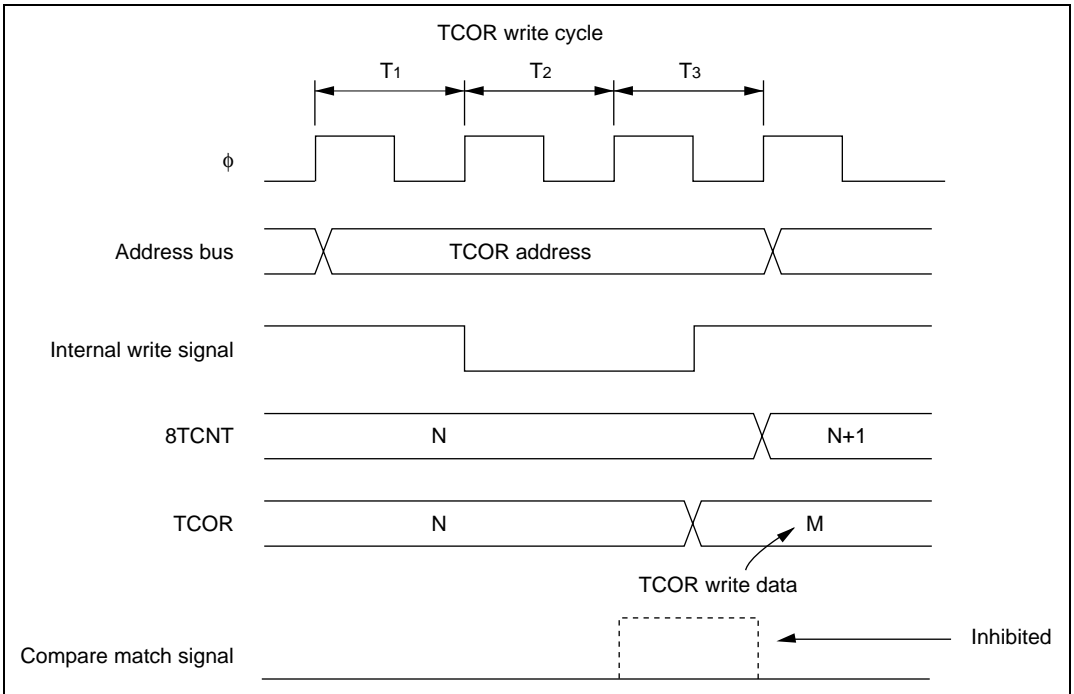 TCOR write cycle
T1 T2 T3
ϕ
Address bus TCOR address
Internal write signal
8TCNT N N+1
TCOR N M
TCOR write data
Compare match signal Inhibited